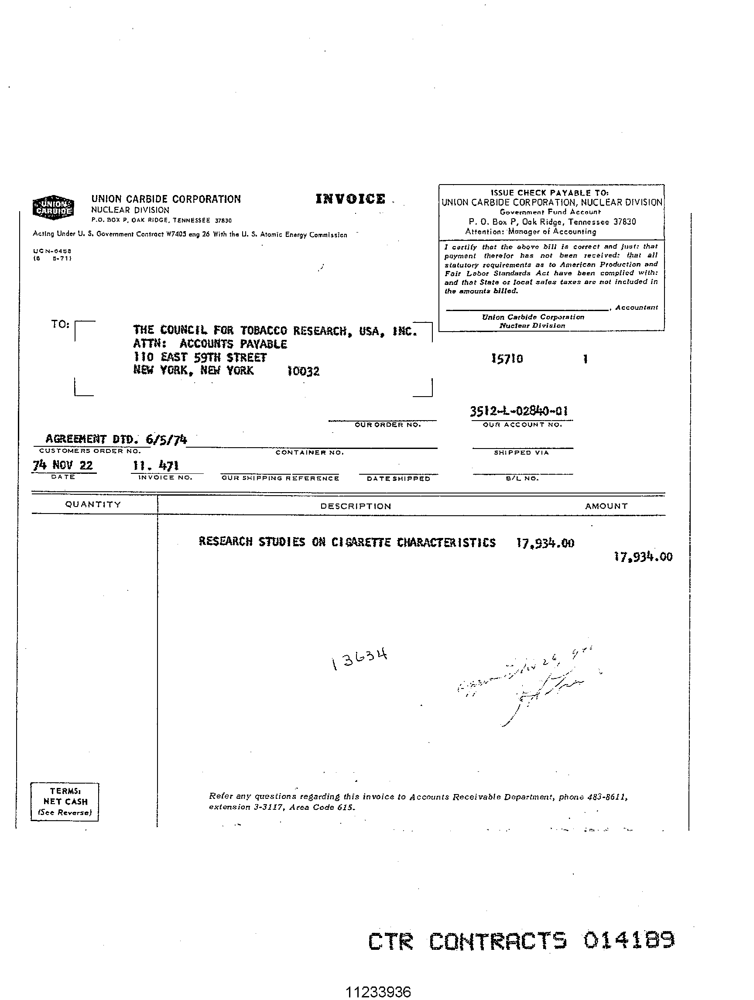 UNION CARBIDE
UNION CARBIDE CORPORATION
NUCLEAR DIVISION
P.O. BOX P, OAK RIDGE, TENNESSEE 37830
INVOICE
Acting Under U. S. Government Contract W7405 eng 26 With the U. S. Atomic Energy Commission
UCN-5458
(6 5-71)
ISSUE CHECK PAYABLE TO:
UNION CARBIDE CORPORATION, NUCLEAR DIVISION
Government Fund Account
P. O. Box P, Oak Ridge, Tennessee 37830
Attention: Manager of Accounting
I certify that the above bill is correct and just: that
payment therefor has not been received: that all
statutory requirements as to American Production and
Fair Labor Standards Act have been complied with:
and that State or local sales taxes are not included in
the amounts billed.
, Accountant
Union Carbide Corporation
Nuclear Division
TO:
THE COUNCIL FOR TOBACCO RESEARCH, USA, INC.
ATTN: ACCOUNTS PAYABLE
110 EAST 59TH STREET
NEW YORK, NEW YORK 10032
15710 1
3512-L-02840-01
OUR ORDER NO. OUR ACCOUNT NO.
AGREEMENT DTD. 6/5/74
CUSTOMERS ORDER NO. CONTAINER NO. SHIPPED VIA
74 NOV 22 11. 471
DATE INVOICE NO. OUR SHIPPING REFERENCE DATE SHIPPED B/L NO.
QUANTITY DESCRIPTION AMOUNT
RESEARCH STUDIES ON CIGARETTE CHARACTERISTICS 17,934.00
17,934.00
13634
TERMS:
NET CASH
(See Reverse)
Refer any questions regarding this invoice to Accounts Receivable Department, phone 483-8611,
extension 3-3117, Area Code 615.
CTR CONTRACTS 014189
11233936